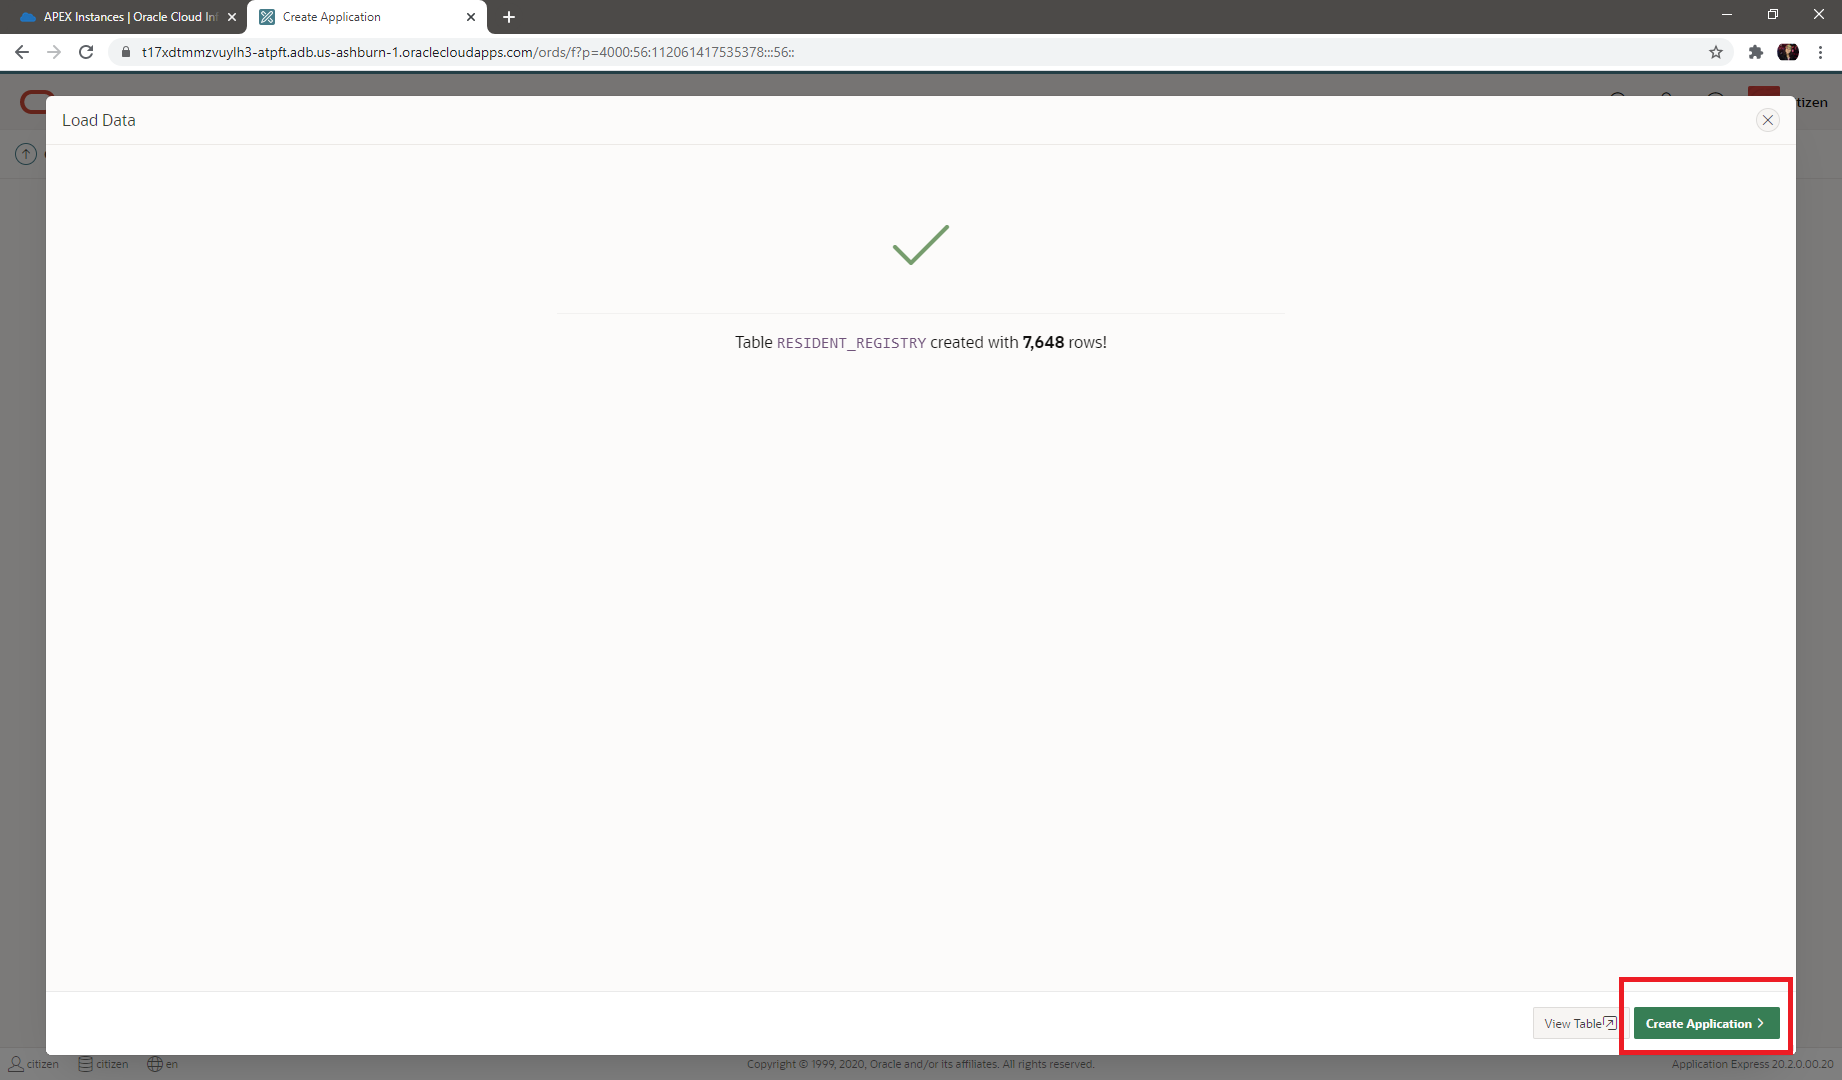 APEX Instances | Oracle Cloud Inf
Create Application
t17xdtmmzvuylh3-atpft.adb.us-ashburn-1.oraclecloudapps.com/ords/f?p=4000:56:112061417535378:::56::
tizen
Load Data
Table RESIDENT_REGISTRY created with 7,648 rows!
View Table
Create Application
citizen
citizen
en
Copyright © 1999, 2020, Oracle and/or its affiliates. All rights reserved.
Application Express 20.2.0.00.20